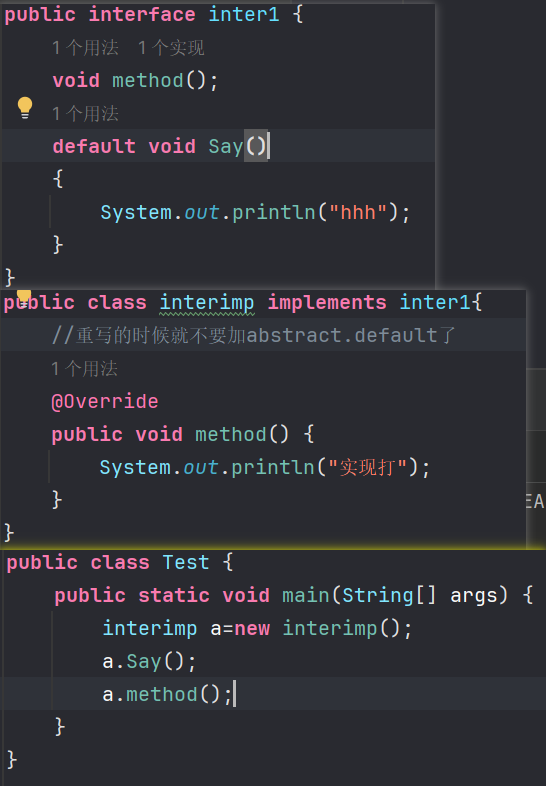 public interface inter1 {
1个用法 1个实现
void method();
1个用法
default void Say()
{
System.out.println("hhh");
}
}
public class interimp implements inter1{
//重写的时候就不要加abstract.default了
1个用法
@Override
public void method() {
System.out.println("实现打");
}
}
EA
public class Test {
public static void main(String[] args) {
interimp a=new interimp();
a.Say();
a.method();
}
}